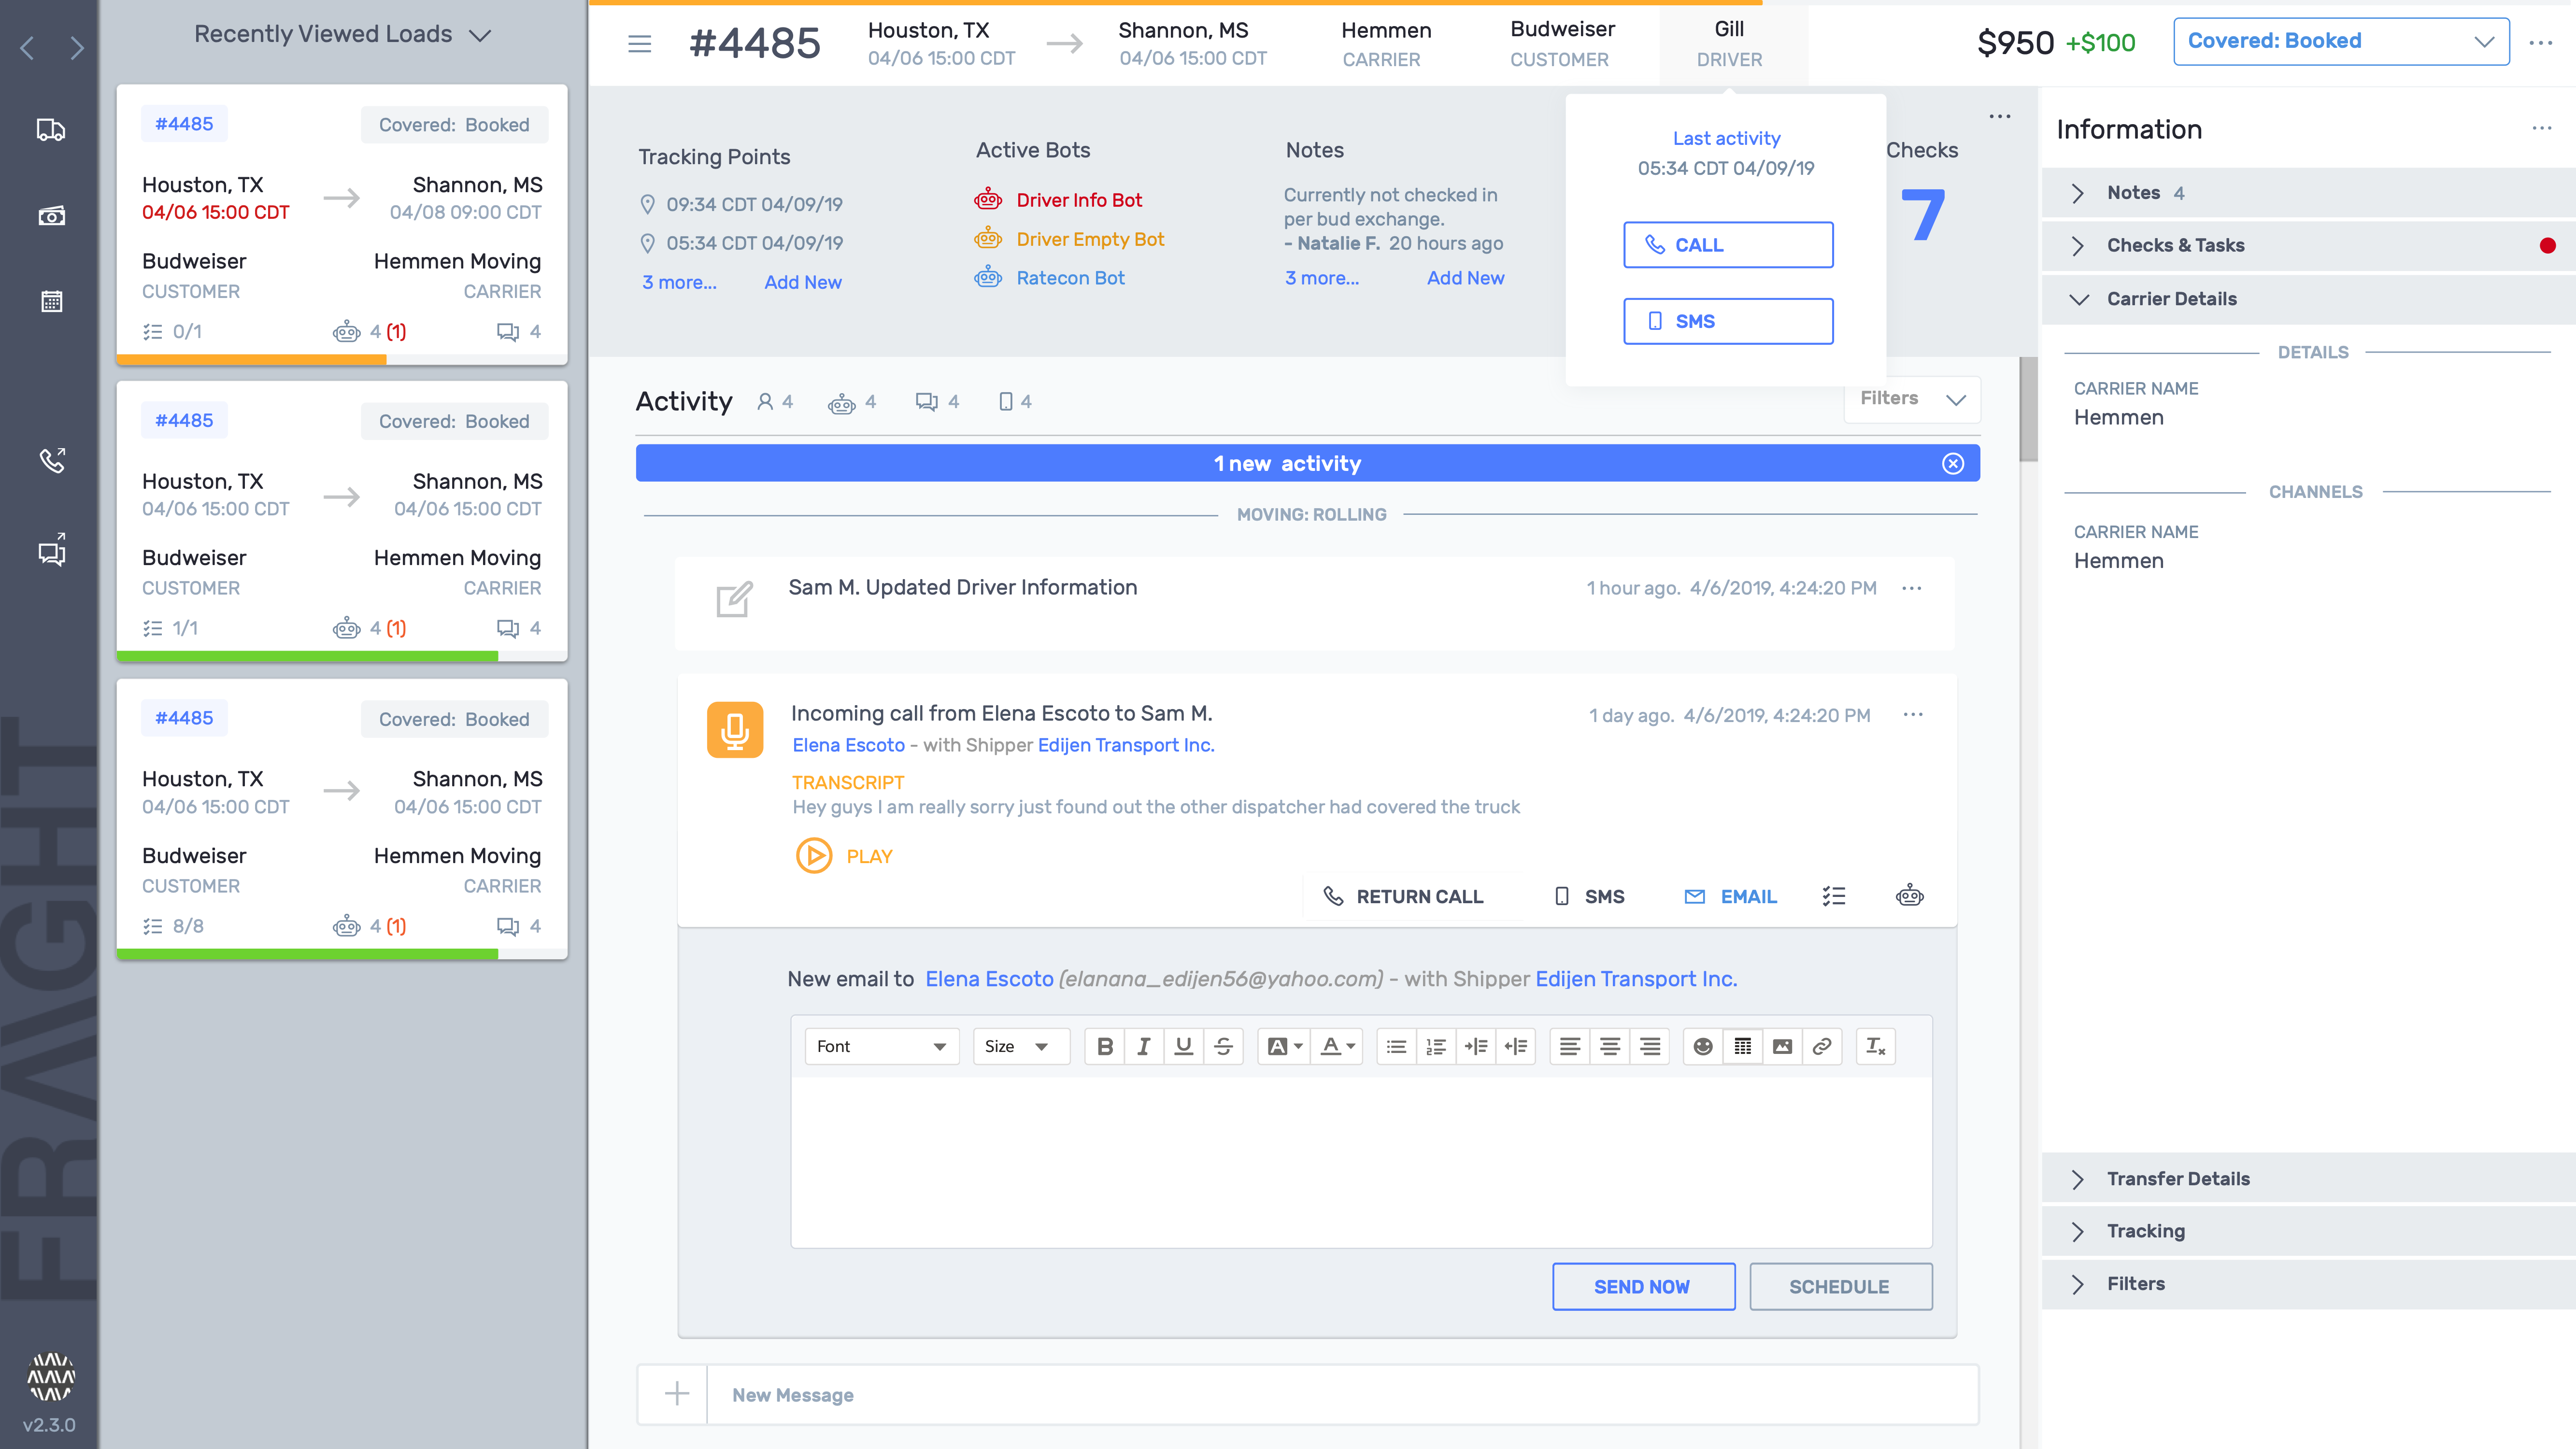 Recently Viewed Loads
#4485
Covered: Booked
Houston, TX
Shannon, MS
04/06 15:00 CDT
04/08 09:00 CDT
Budweiser
Hemmen Moving
CUSTOMER
CARRIER
0/1
4 (1)
4
#4485
Covered: Booked
Houston, TX
Shannon, MS
04/06 15:00 CDT
04/06 15:00 CDT
Budweiser
Hemmen Moving
CUSTOMER
CARRIER
1/1
4 (1)
4
#4485
Covered: Booked
Houston, TX
Shannon, MS
04/06 15:00 CDT
04/06 15:00 CDT
Budweiser
Hemmen Moving
CUSTOMER
CARRIER
8/8
4 (1)
4
FRAYGHT
v2.3.0
#4485
Houston, TX
04/06 15:00 CDT
Shannon, MS
04/06 15:00 CDT
Hemmen
CARRIER
Budweiser
CUSTOMER
Gill
DRIVER
$950 +$100
Covered: Booked
Tracking Points
09:34 CDT 04/09/19
05:34 CDT 04/09/19
3 more...
Add New
Active Bots
Driver Info Bot
Driver Empty Bot
Ratecon Bot
Notes
Currently not checked in
per bud exchange.
- Natalie F. 20 hours ago
3 more...
Add New
Last activity
05:34 CDT 04/09/19
CALL
SMS
Checks
7
Activity
4
4
4
4
Filters
1 new activity
MOVING: ROLLING
Sam M. Updated Driver Information
1 hour ago. 4/6/2019, 4:24:20 PM
Incoming call from Elena Escoto to Sam M.
1 day ago. 4/6/2019, 4:24:20 PM
Elena Escoto - with Shipper Edijen Transport Inc.
TRANSCRIPT
Hey guys I am really sorry just found out the other dispatcher had covered the truck
PLAY
RETURN CALL
SMS
EMAIL
New email to Elena Escoto (elanana_edijen56@yahoo.com) - with Shipper Edijen Transport Inc.
Font
Size
B I U S
A
A
SEND NOW
SCHEDULE
New Message
Information
Notes 4
Checks & Tasks
Carrier Details
DETAILS
CARRIER NAME
Hemmen
CHANNELS
CARRIER NAME
Hemmen
Transfer Details
Tracking
Filters